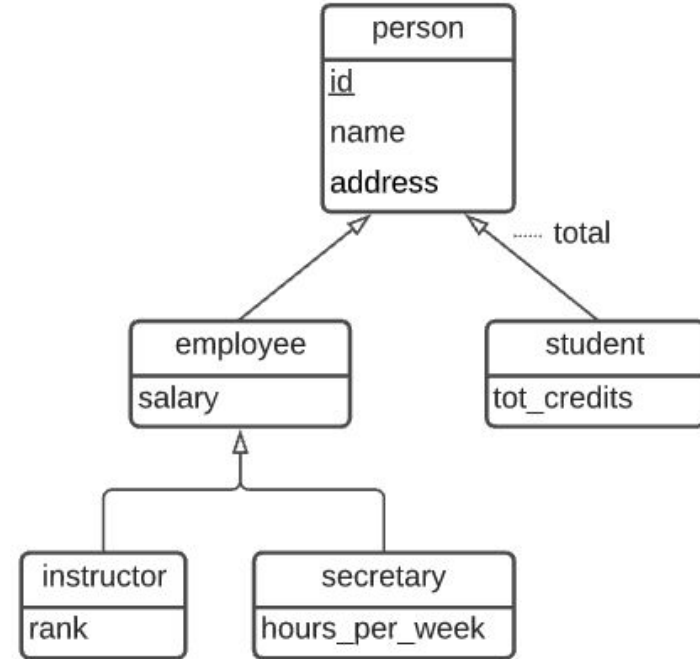 person
id
name
address
total
employee
student
salary
tot_credits
instructor
secretary
rank
hours_per_week